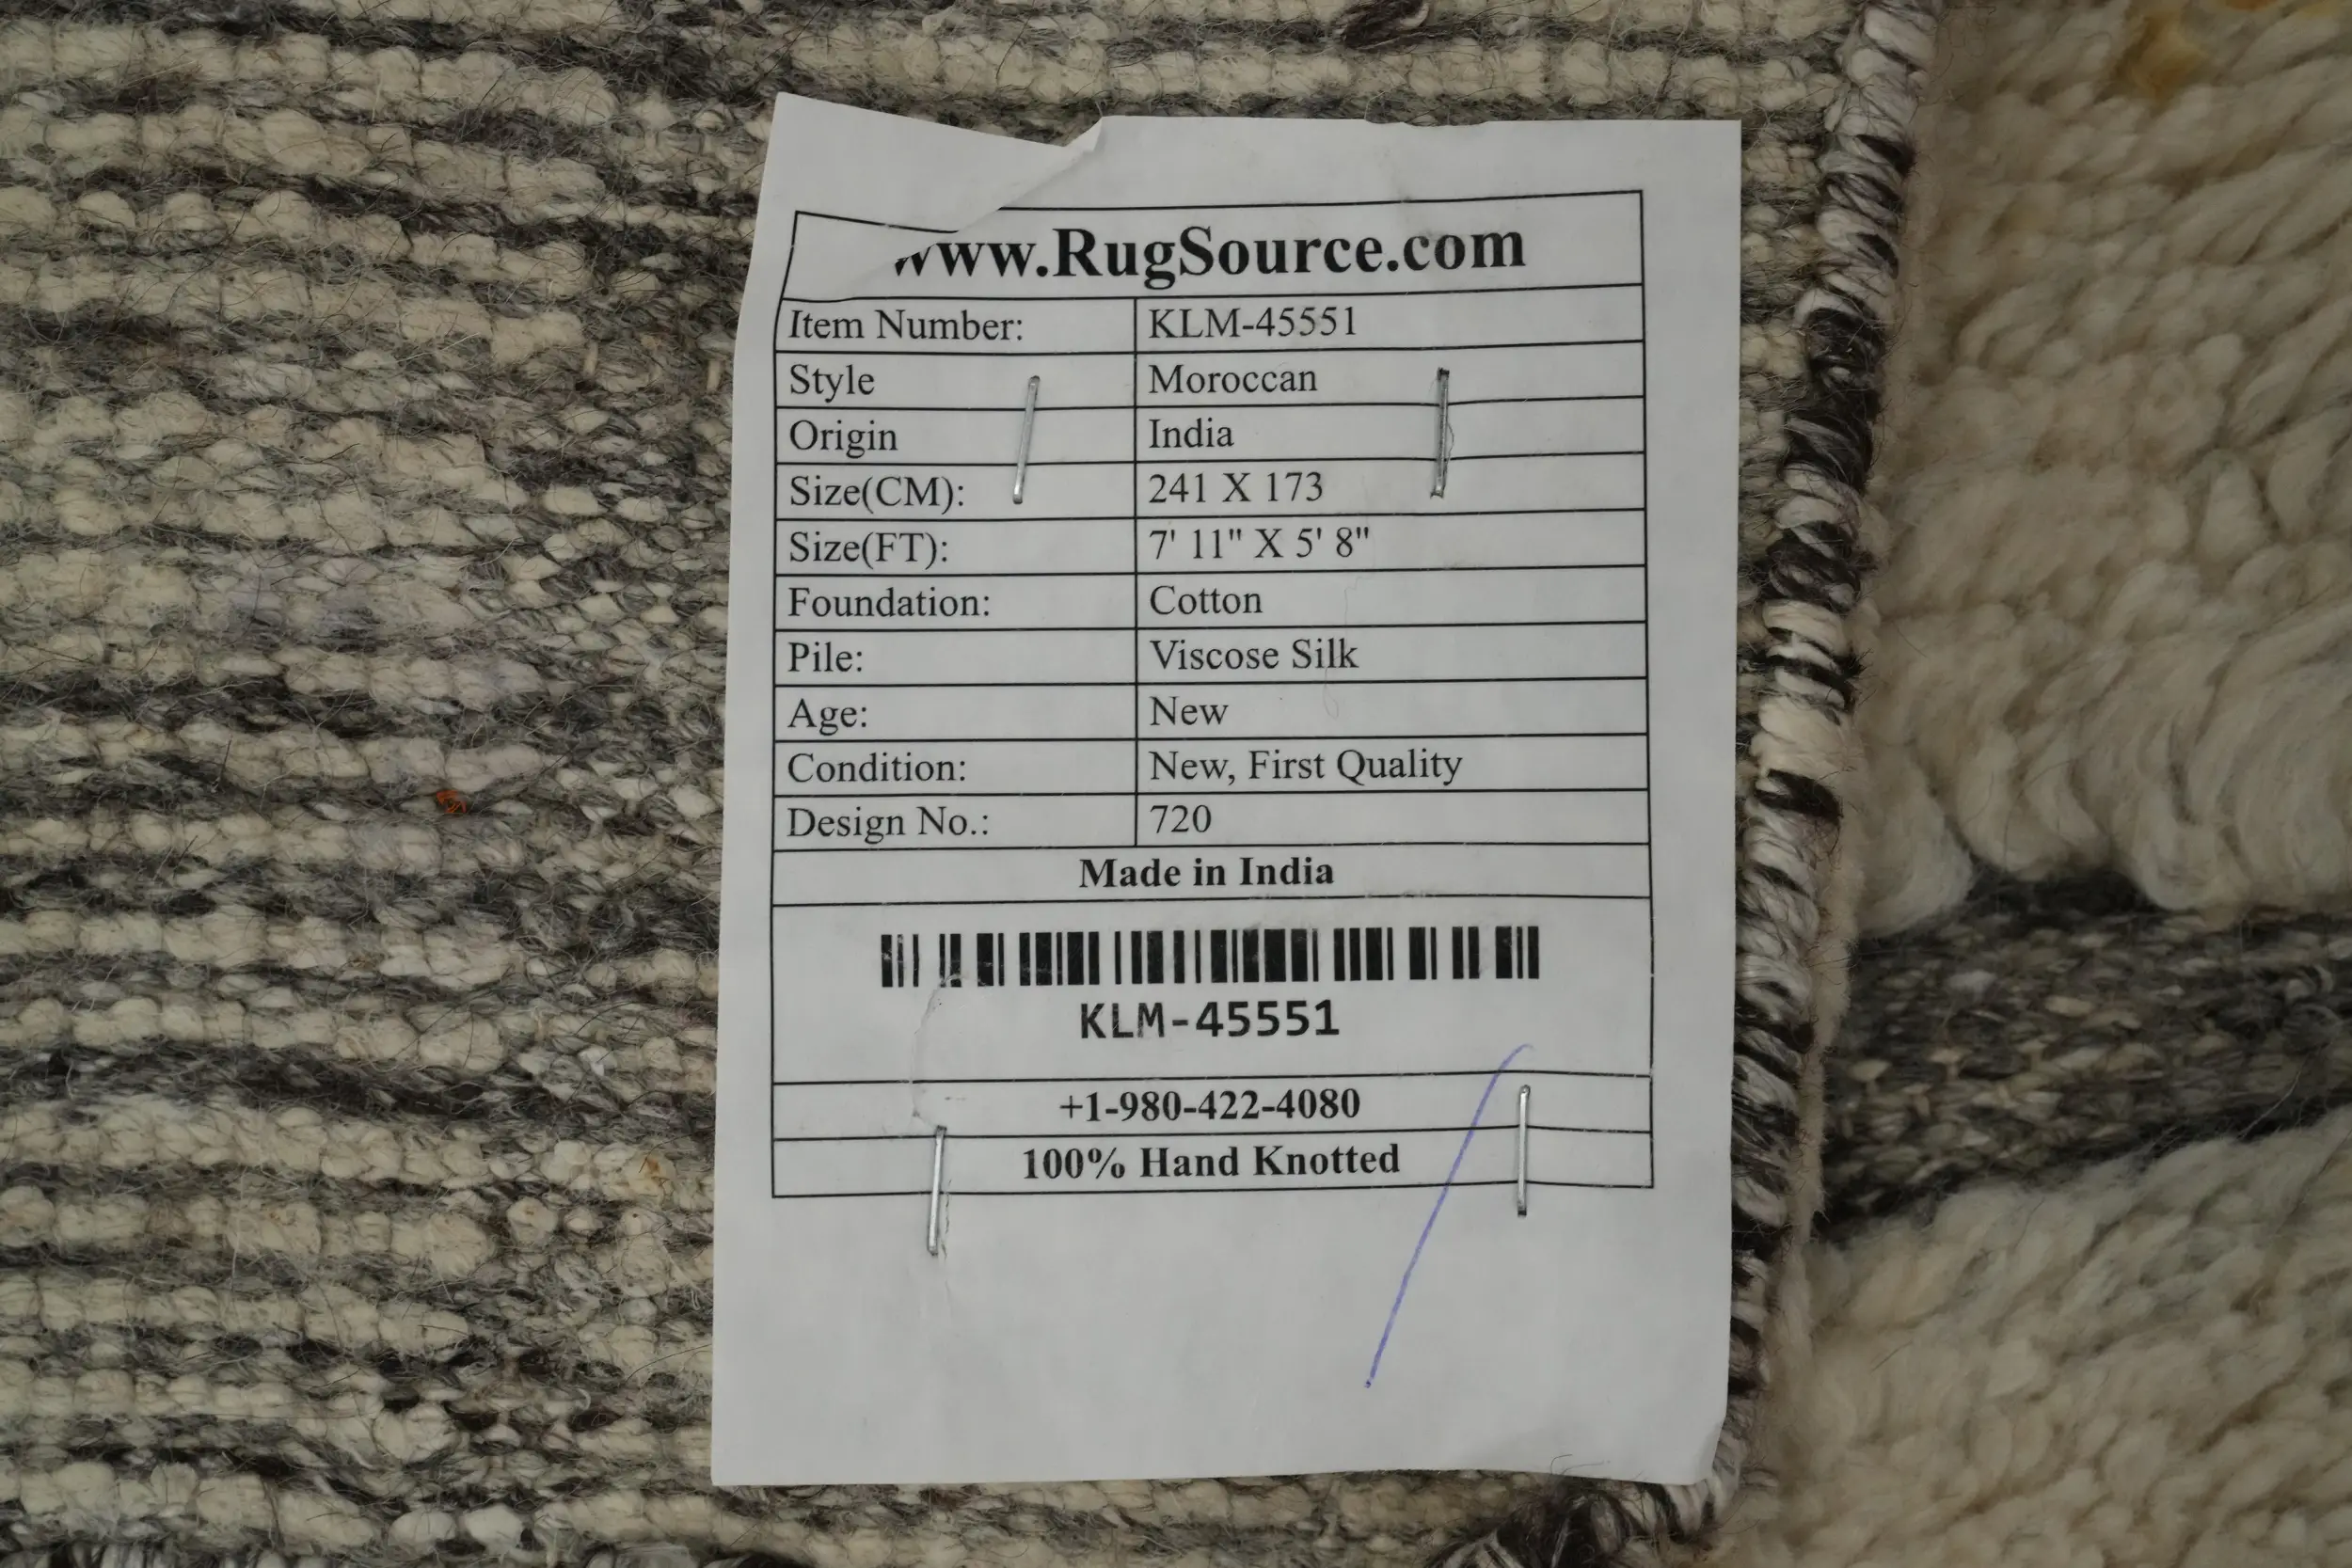 www.RugSource.com
Item Number: KLM-45551
Style Moroccan
Origin India
Size(CM): 241 X 173
Size(FT): 7' 11" X 5' 8"
Foundation: Cotton
Pile: Viscose Silk
Age: New
Condition: New, First Quality
Design No.: 720
Made in India
KLM-45551
+1-980-422-4080
100% Hand Knotted